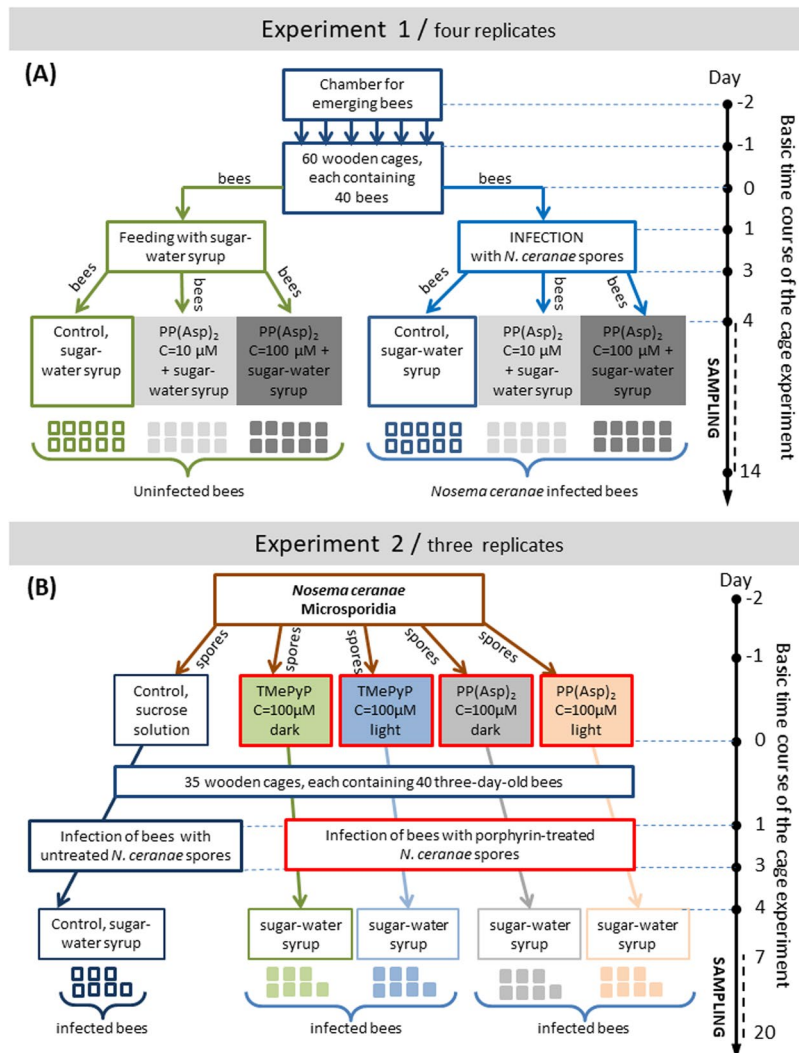 Experiment 1 / four replicates
(A)
Day
Chamber for
emerging bees
-2
-1
60 wooden cages,
each containing
40 bees
bees
bees
0
Feeding with sugar-
water syrup
INFECTION
with N. ceranae spores
1
3
bees
bees
bees
bees
bees
bees
Control,
sugar-
water syrup
PP(Asp)₂
C=10 µM
+ sugar-
water syrup
PP(Asp)₂
C=100 µM +
sugar-water
syrup
Control,
sugar-water
syrup
PP(Asp)₂
C=10 µM
+ sugar-
water syrup
PP(Asp)₂
C=100 µM +
sugar-water
syrup
4
SAMPLING
14
Basic time course of the cage experiment
Uninfected bees
Nosema ceranae infected bees
Experiment 2 / three replicates
(B)
Day
Nosema ceranae
Microsporidia
-2
-1
spores
spores
spores
spores
spores
Control,
sucrose
solution
TMePyP
C=100µM
dark
TMePyP
C=100µM
light
PP(Asp)₂
C=100µM
dark
PP(Asp)₂
C=100µM
light
0
35 wooden cages, each containing 40 three-day-old bees
Infection of bees with
untreated N. ceranae spores
Infection of bees with porphyrin-treated
N. ceranae spores
1
3
Control, sugar-
water syrup
sugar-water
syrup
sugar-water
syrup
sugar-water
syrup
sugar-water
syrup
4
7
SAMPLING
20
Basic time course of the cage experiment
infected bees
infected bees
infected bees